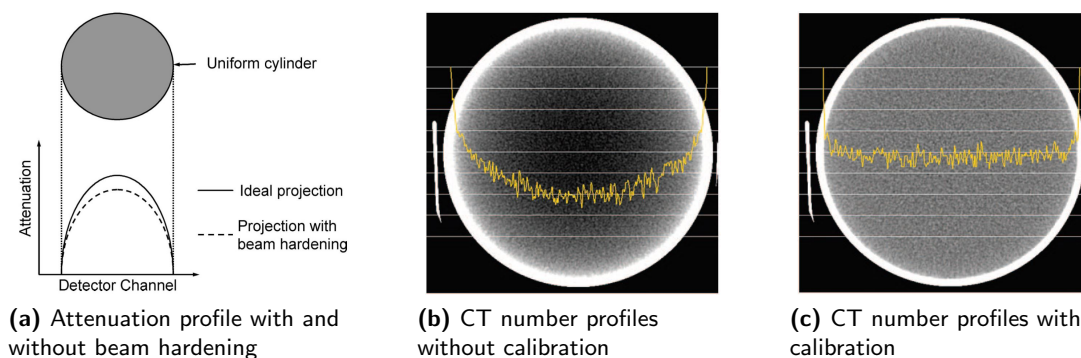 Uniform cylinder
Attenuation
Ideal projection
Projection with
beam hardening
Detector Channel
(a) Attenuation profile with and
without beam hardening
(b) CT number profiles
without calibration
(c) CT number profiles with
calibration